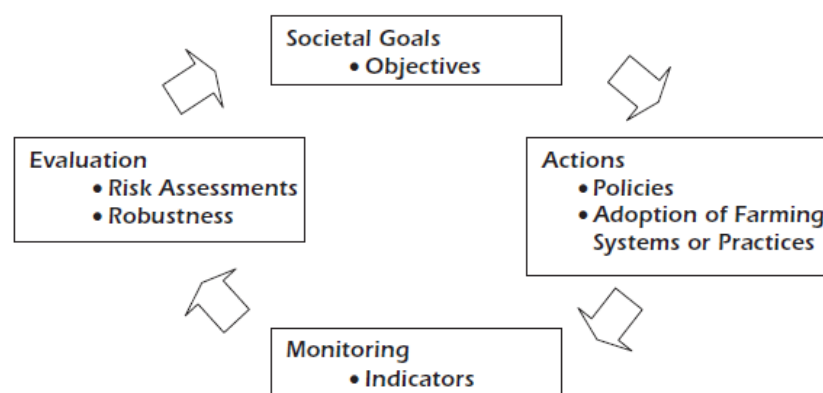 Societal Goals
• Objectives
Evaluation
• Risk Assessments
• Robustness
Actions
• Policies
• Adoption of Farming
Systems or Practices
Monitoring
• Indicators